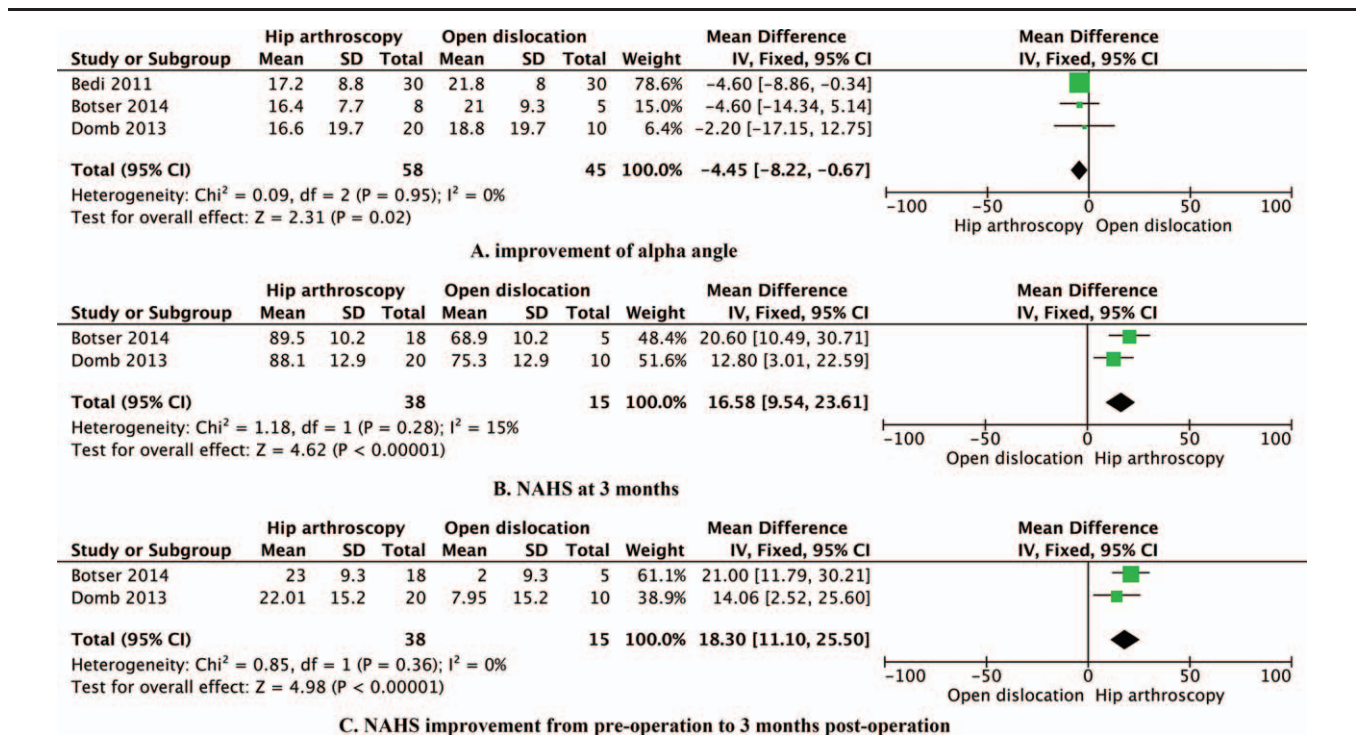 Hip arthroscopy Open dislocation Mean Difference Mean Difference
Study or Subgroup Mean SD Total Mean SD Total Weight IV, Fixed, 95% CI IV, Fixed, 95% CI
Bedi 2011 17.2 8.8 30 21.8 8 30 78.6% −4.60 [−8.86, −0.34]
Botser 2014 16.4 7.7 8 21 9.3 5 15.0% −4.60 [−14.34, 5.14]
Domb 2013 16.6 19.7 20 18.8 19.7 10 6.4% −2.20 [−17.15, 12.75]
Total (95% CI) 58 45 100.0% −4.45 [−8.22, −0.67]
Heterogeneity: Chi² = 0.09, df = 2 (P = 0.95); I² = 0%
Test for overall effect: Z = 2.31 (P = 0.02)
−100 −50 0 50 100
Hip arthroscopy Open dislocation
A. improvement of alpha angle
Hip arthroscopy Open dislocation Mean Difference Mean Difference
Study or Subgroup Mean SD Total Mean SD Total Weight IV, Fixed, 95% CI IV, Fixed, 95% CI
Botser 2014 89.5 10.2 18 68.9 10.2 5 48.4% 20.60 [10.49, 30.71]
Domb 2013 88.1 12.9 20 75.3 12.9 10 51.6% 12.80 [3.01, 22.59]
Total (95% CI) 38 15 100.0% 16.58 [9.54, 23.61]
Heterogeneity: Chi² = 1.18, df = 1 (P = 0.28); I² = 15%
Test for overall effect: Z = 4.62 (P < 0.00001)
−100 −50 0 50 100
Open dislocation Hip arthroscopy
B. NAHS at 3 months
Hip arthroscopy Open dislocation Mean Difference Mean Difference
Study or Subgroup Mean SD Total Mean SD Total Weight IV, Fixed, 95% CI IV, Fixed, 95% CI
Botser 2014 23 9.3 18 2 9.3 5 61.1% 21.00 [11.79, 30.21]
Domb 2013 22.01 15.2 20 7.95 15.2 10 38.9% 14.06 [2.52, 25.60]
Total (95% CI) 38 15 100.0% 18.30 [11.10, 25.50]
Heterogeneity: Chi² = 0.85, df = 1 (P = 0.36); I² = 0%
Test for overall effect: Z = 4.98 (P < 0.00001)
−100 −50 0 50 100
Open dislocation Hip arthroscopy
C. NAHS improvement from pre-operation to 3 months post-operation